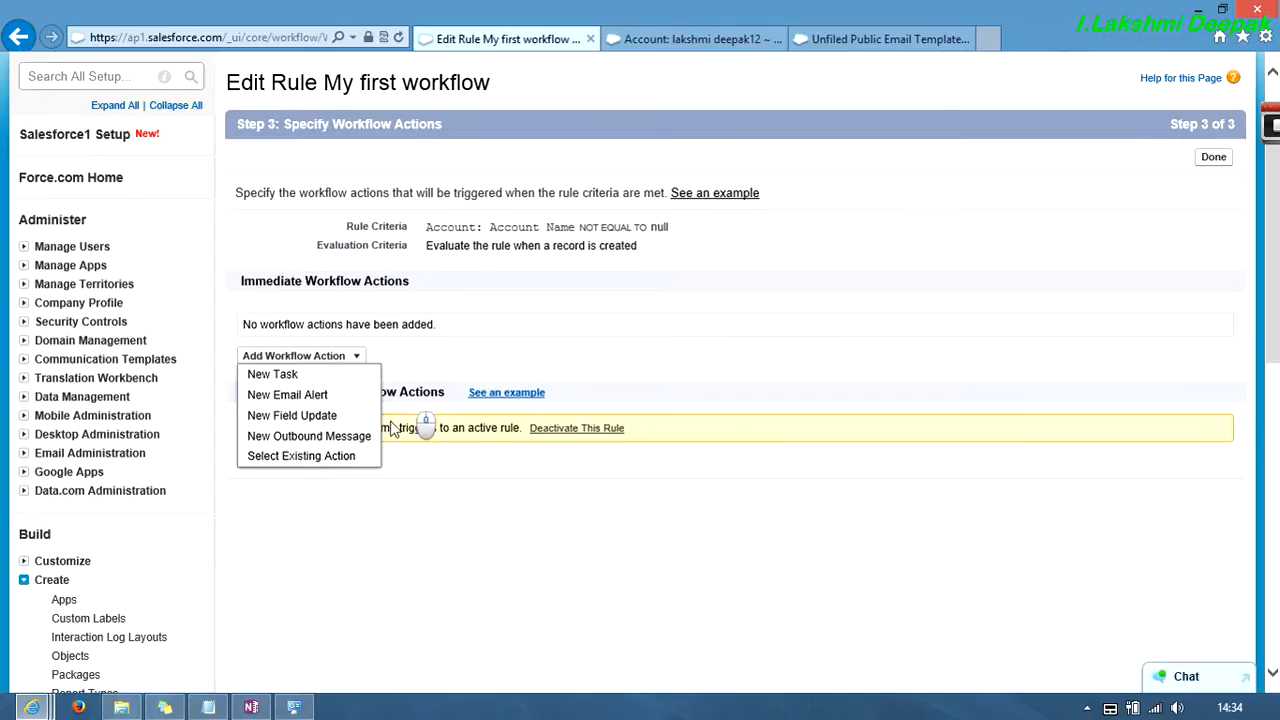 I.Lakshmi Deepak
https://ap1.salesforce.com/_ui/core/workflow/V
Edit Rule My first workflow ...
Account: lakshmi deepak12 ~ ...
Unfiled Public Email Template...
Search All Setup...
Expand All | Collapse All
Salesforce1 Setup New!
Force.com Home
Administer
Manage Users
Manage Apps
Manage Territories
Company Profile
Security Controls
Domain Management
Communication Templates
Translation Workbench
Data Management
Mobile Administration
Desktop Administration
Email Administration
Google Apps
Data.com Administration
Build
Customize
Create
Apps
Custom Labels
Interaction Log Layouts
Objects
Packages
Report Types
Edit Rule My first workflow
Help for this Page
Step 3: Specify Workflow Actions
Step 3 of 3
Done
Specify the workflow actions that will be triggered when the rule criteria are met. See an example
Rule Criteria Account: Account Name NOT EQUAL TO null
Evaluation Criteria Evaluate the rule when a record is created
Immediate Workflow Actions
No workflow actions have been added.
Add Workflow Action
New Task
New Email Alert
New Field Update
New Outbound Message
Select Existing Action
ow Actions See an example
to an active rule. Deactivate This Rule
Chat
14:34